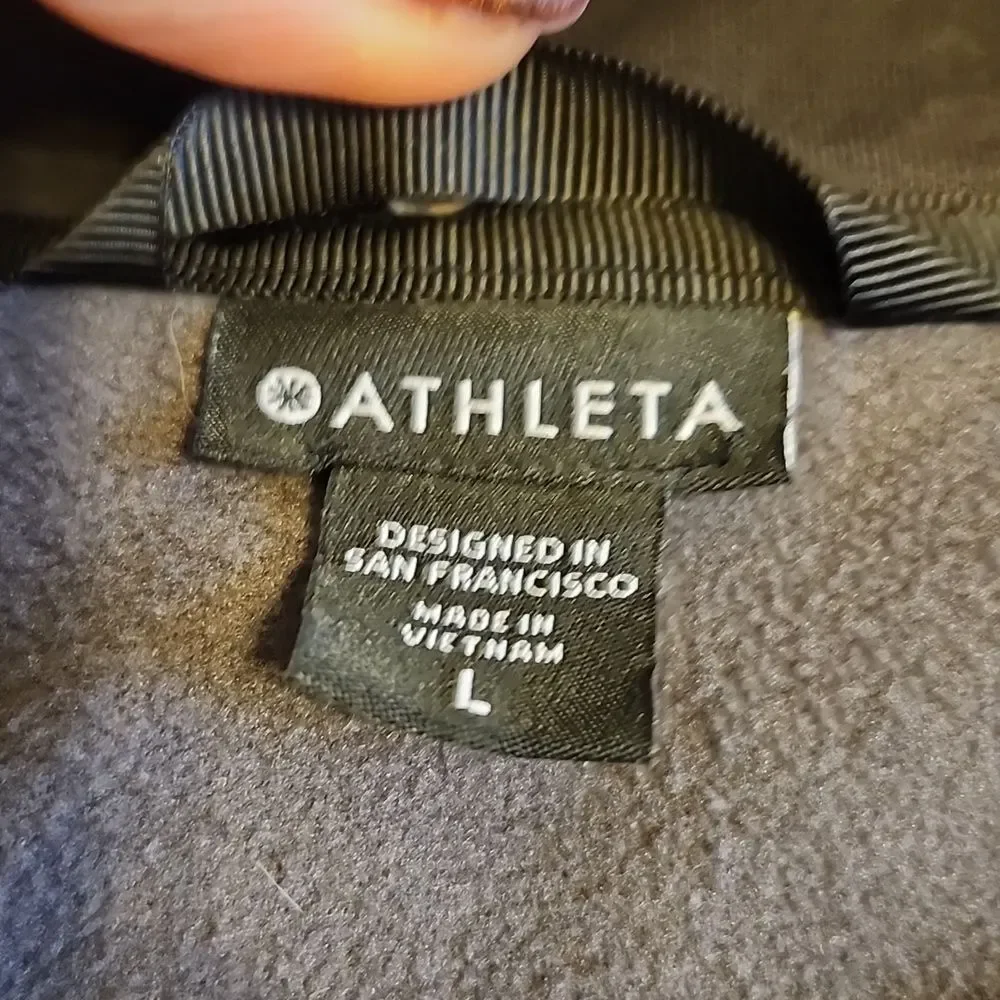 ATHLETA
DESIGNED IN
SAN FRANCISCO
MADE IN
VIETNAM
L